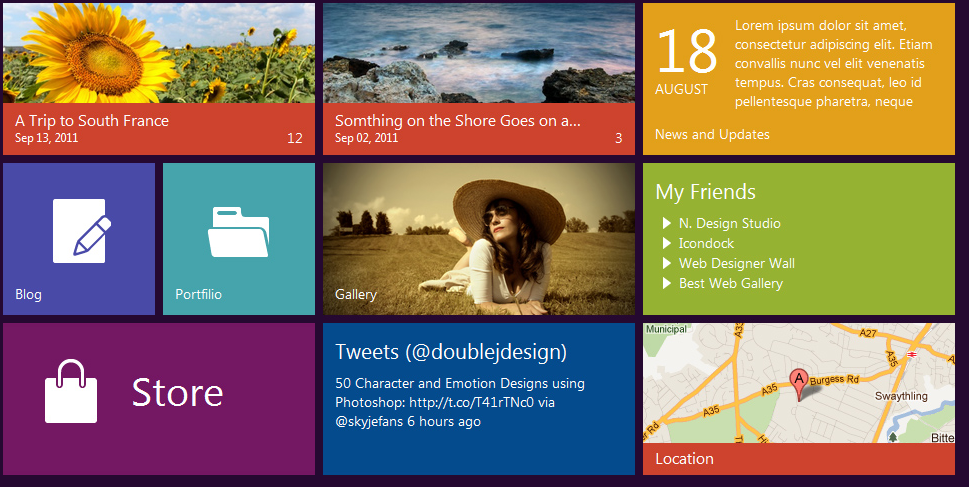 A Trip to South France
Sep 13, 2011
12
Somthing on the Shore Goes on a...
Sep 02, 2011
3
18
AUGUST
Lorem ipsum dolor sit amet,
consectetur adipiscing elit. Etiam
convallis nunc vel elit venenatis
tempus. Cras consequat, leo id
pellentesque pharetra, neque
News and Updates
Blog
Portfilio
Gallery
My Friends
N. Design Studio
Icondock
Web Designer Wall
Best Web Gallery
Store
Tweets (@doublejdesign)
50 Character and Emotion Designs using
Photoshop: http://t.co/T41rTNc0 via
@skyjefans 6 hours ago
Municipal
A27
A35
A
Burgess Rd
A35
A35
Swaythling
Location